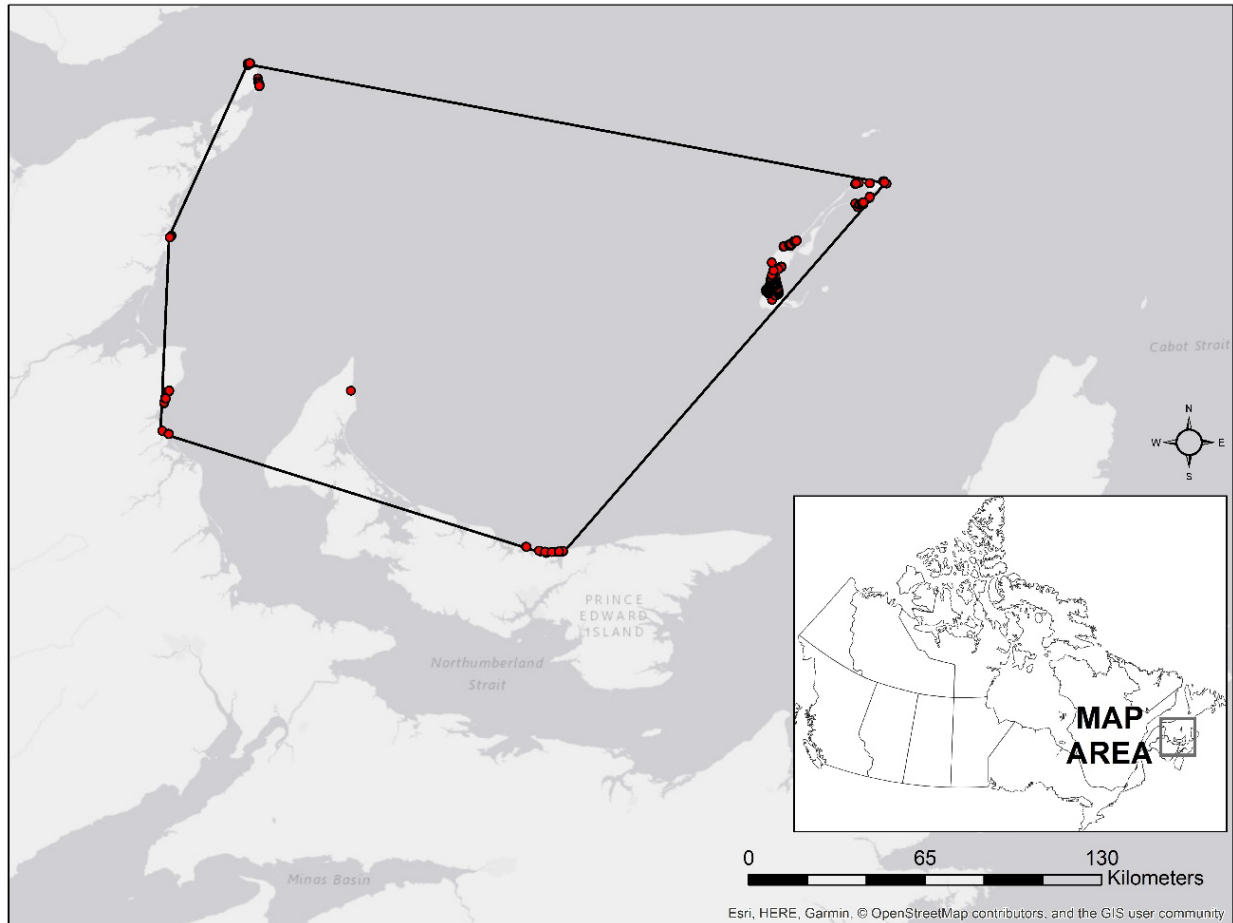 Cabot Strait
N
W E
S
PRINCE
EDWARD
ISLAND
Northumberland
Strait
MAP
AREA
Minas Basin
0 65 130
Kilometers
Esri, HERE, Garmin, © OpenStreetMap contributors, and the GIS user community